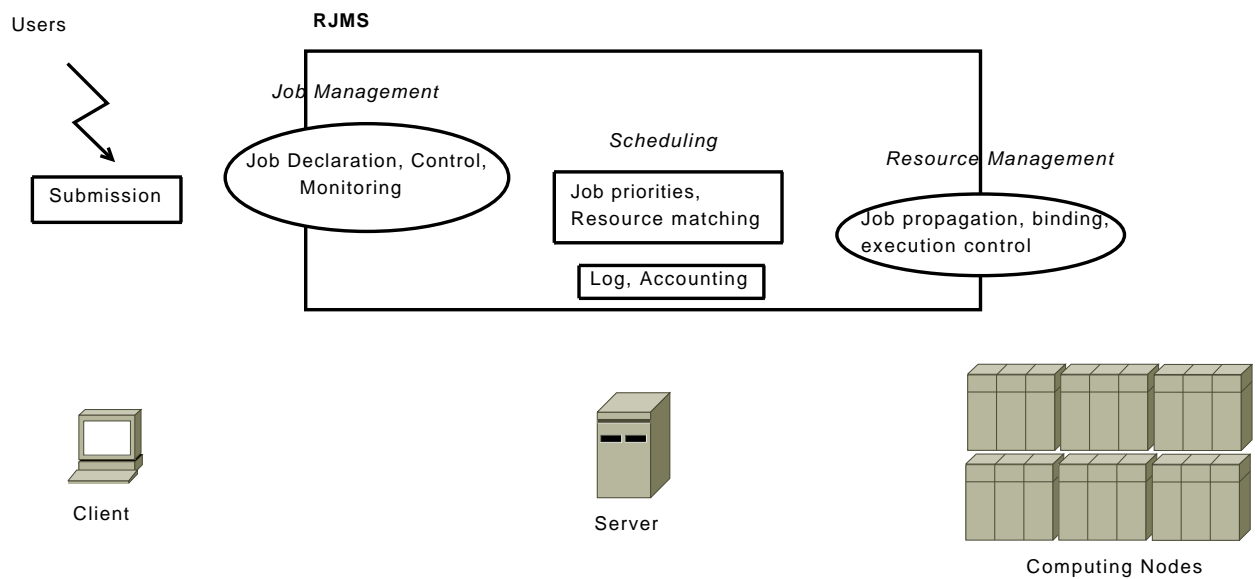 Users
RJMS
Job Management
Job Declaration, Control,
Monitoring
Submission
Scheduling
Job priorities,
Resource matching
Log, Accounting
Resource Management
Job propagation, binding,
execution control
Client
Server
Computing Nodes